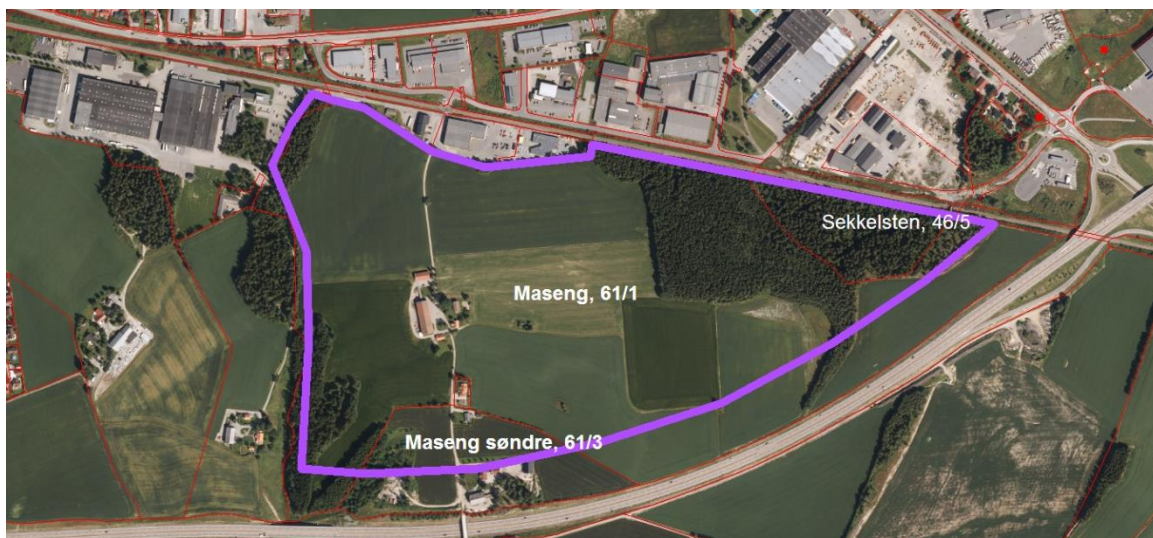 Sekkelsten, 46/5
Maseng, 61/1
Maseng søndre, 61/3